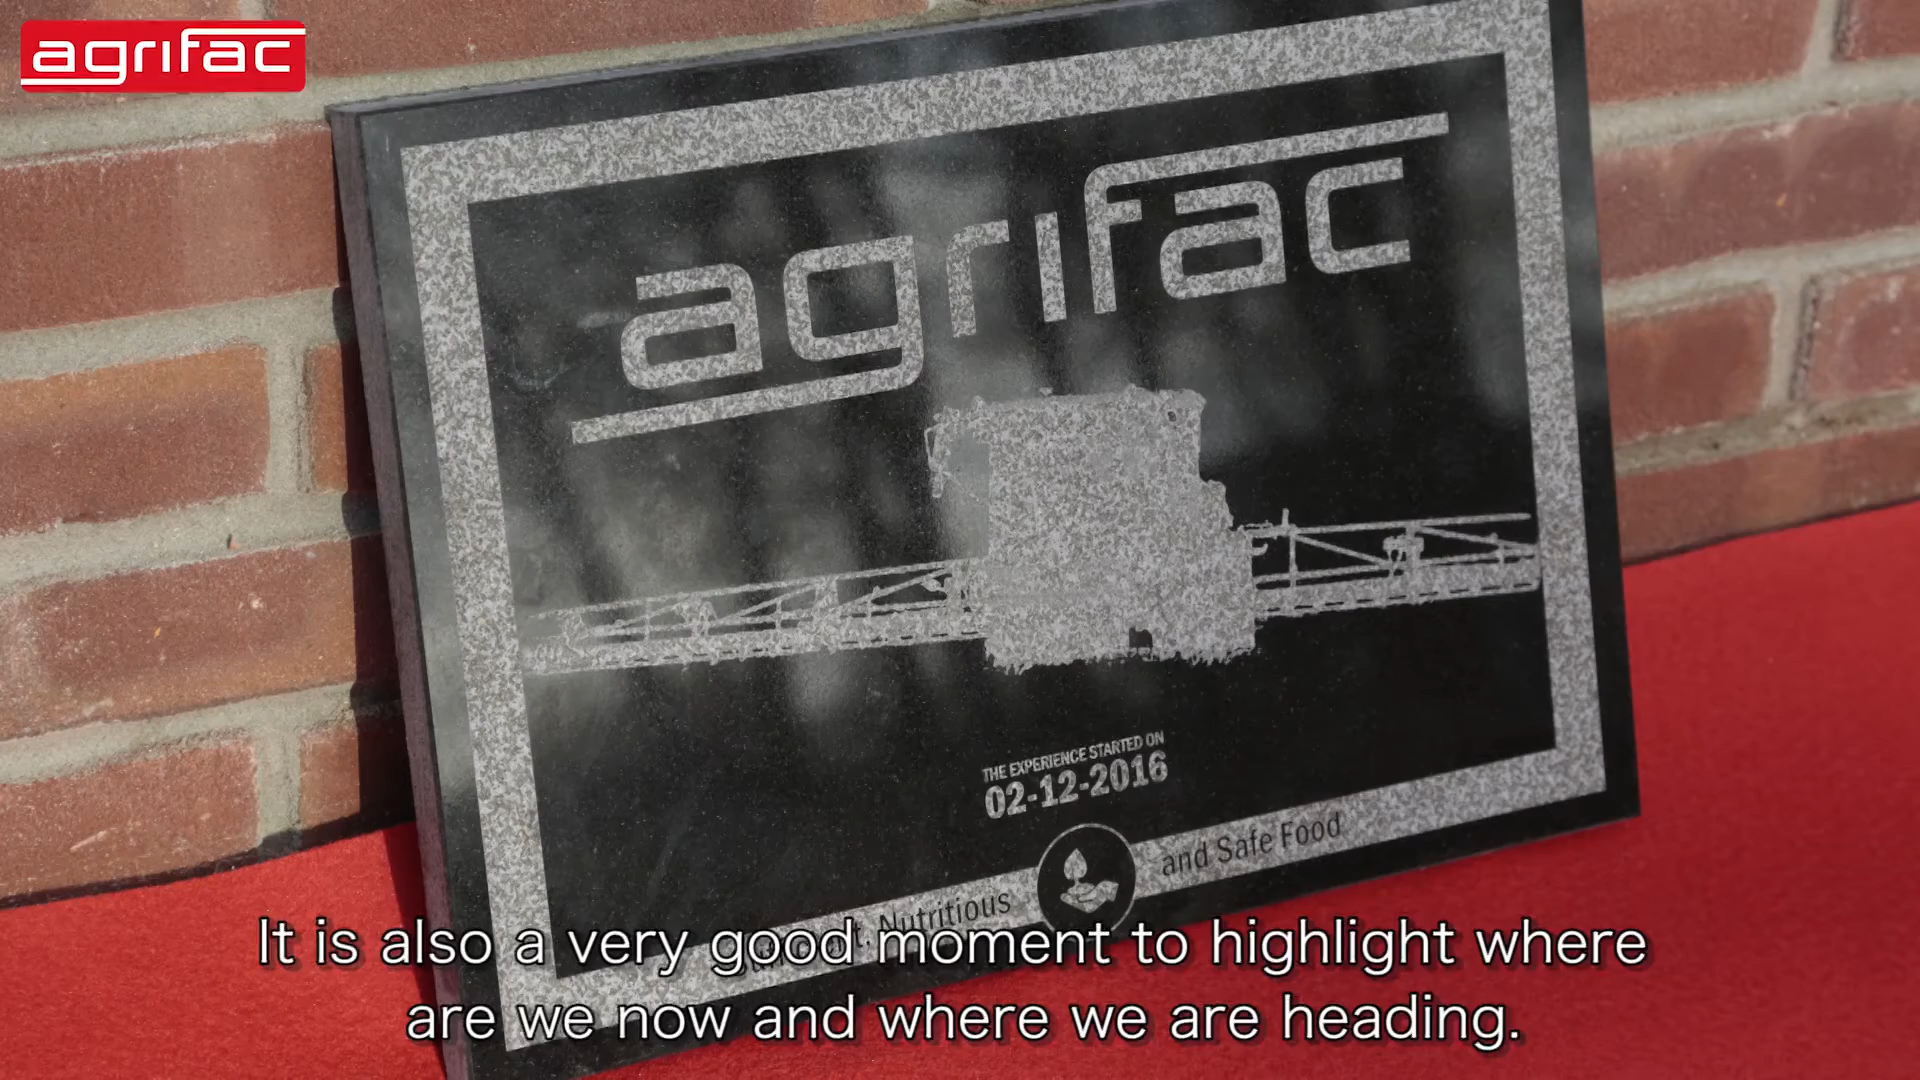 agrifac
agrifac
THE EXPERIENCE STARTED ON
02-12-2016
Nutritious
and Safe Food
It is also a very good moment to highlight where
are we now and where we are heading.